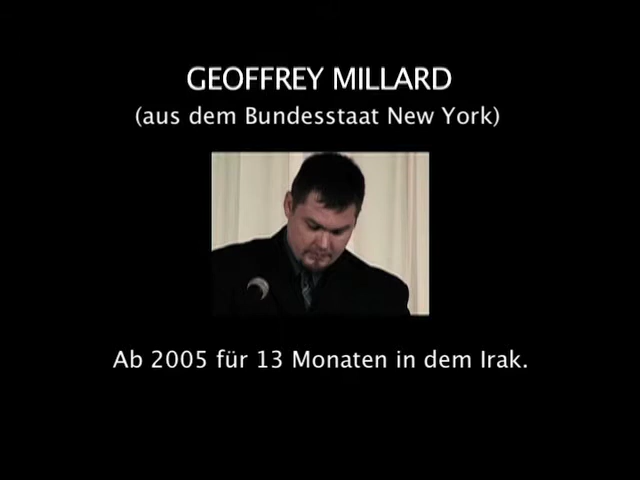 GEOFFREY MILLARD
(aus dem Bundesstaat New York)
Ab 2005 für 13 Monaten in dem Irak.